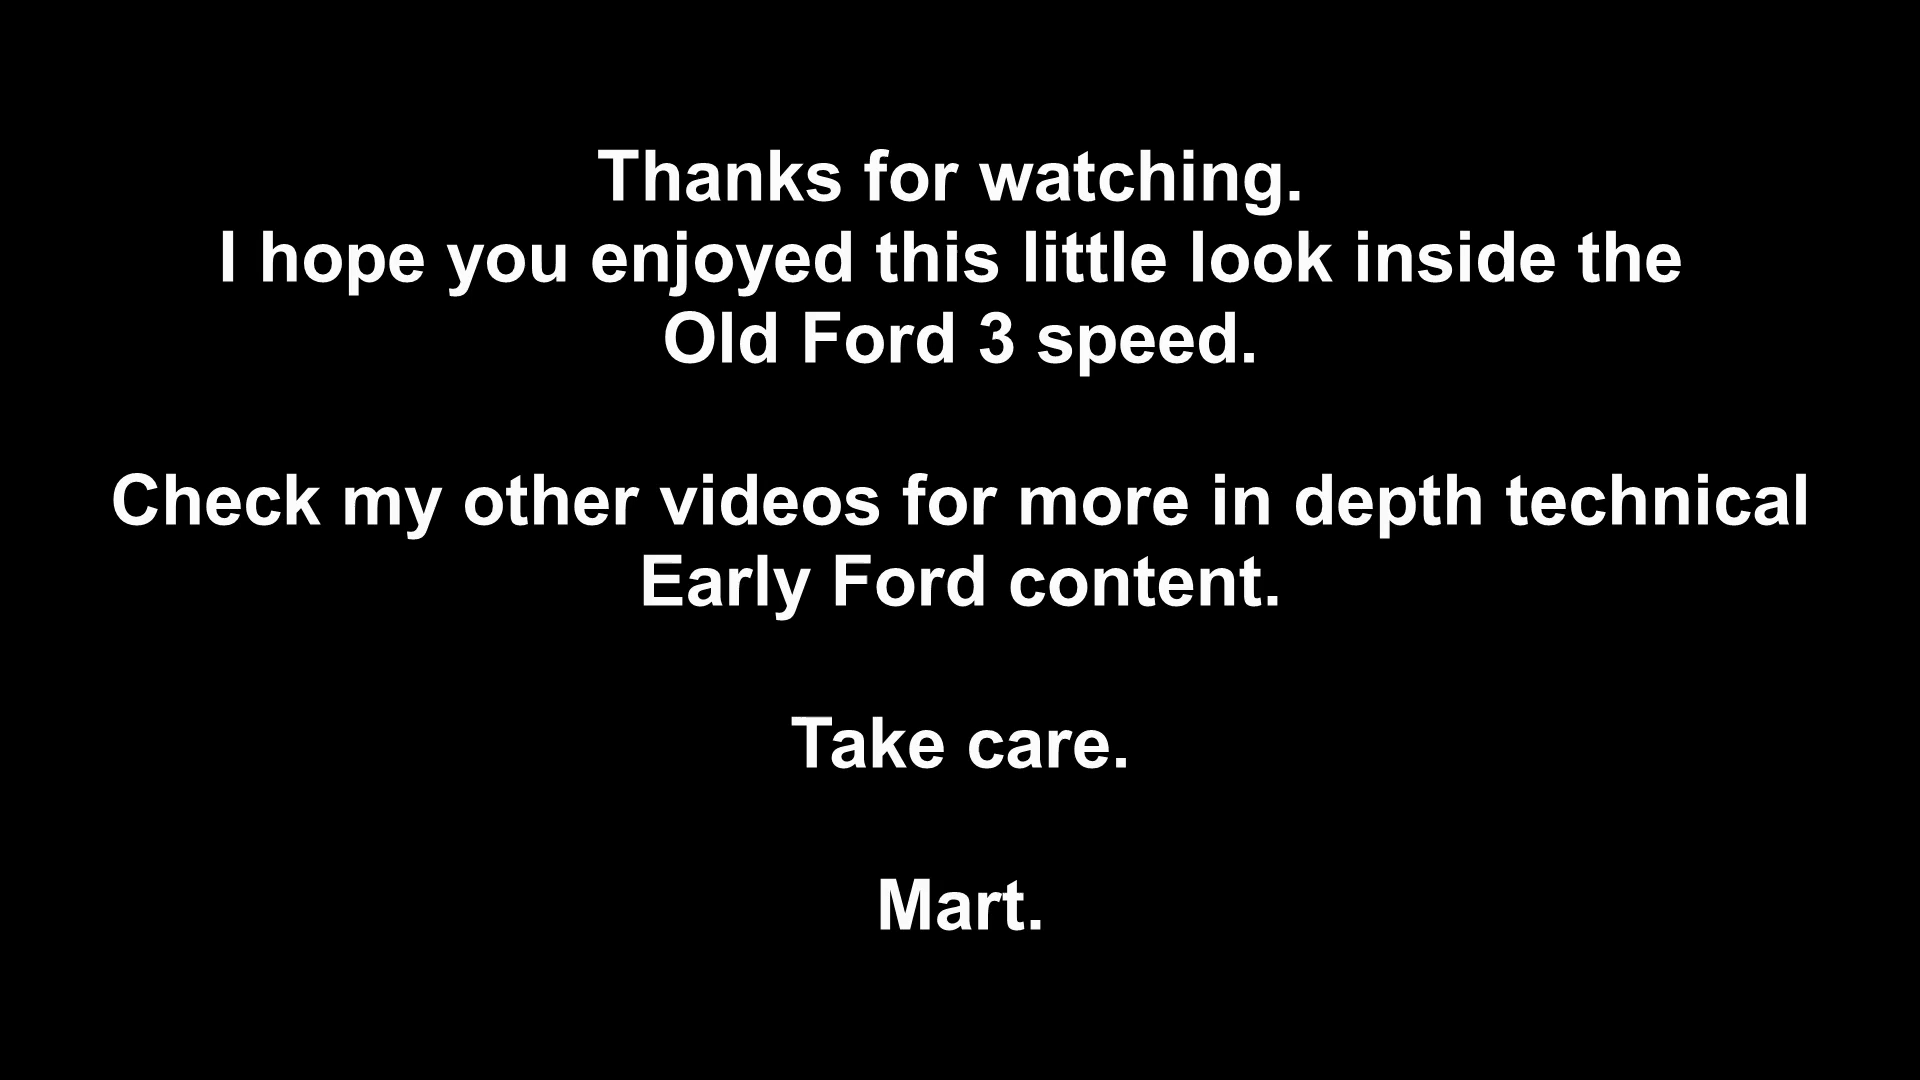 Thanks for watching.
I hope you enjoyed this little look inside the
Old Ford 3 speed.
Check my other videos for more in depth technical
Early Ford content.
Take care.
Mart.